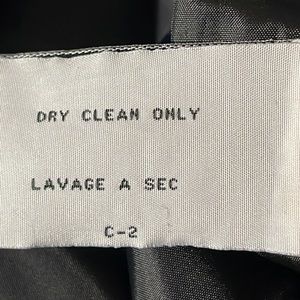 DRY CLEAN ONLY
LAVAGE A SEC
C-2